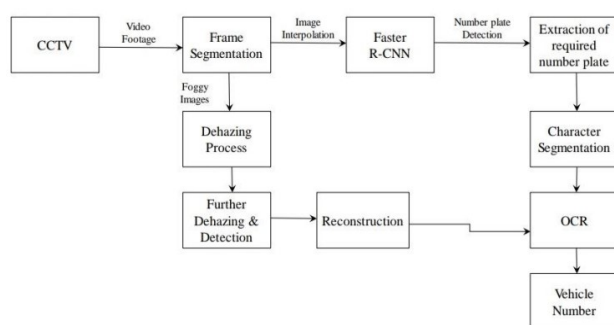 CCTV
Video
Footage
Frame
Segmentation
Image
Interpolation
Faster
R-CNN
Number plate
Detection
Extraction of
required
number plate
Foggy
Images
Dehazing
Process
Character
Segmentation
Further
Dehazing &
Detection
Reconstruction
OCR
Vehicle
Number